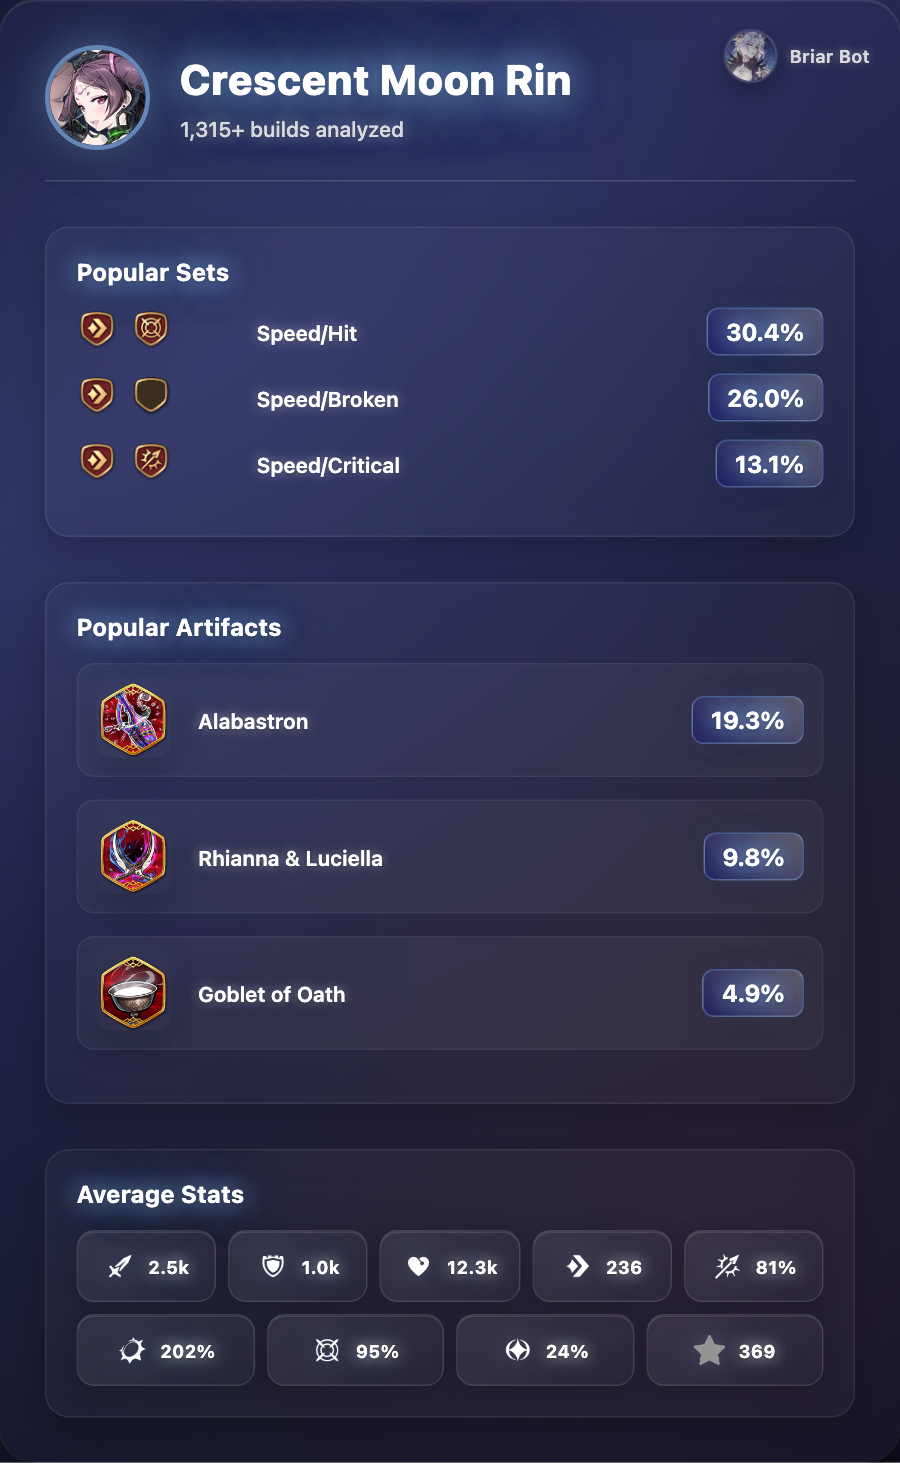 Crescent Moon Rin
1,315+ builds analyzed
Briar Bot
Popular Sets
Speed/Hit 30.4%
Speed/Broken 26.0%
Speed/Critical 13.1%
Popular Artifacts
Alabastron 19.3%
Rhianna & Luciella 9.8%
Goblet of Oath 4.9%
Average Stats
2.5k 1.0k 12.3k 236 81%
202% 95% 24% 369